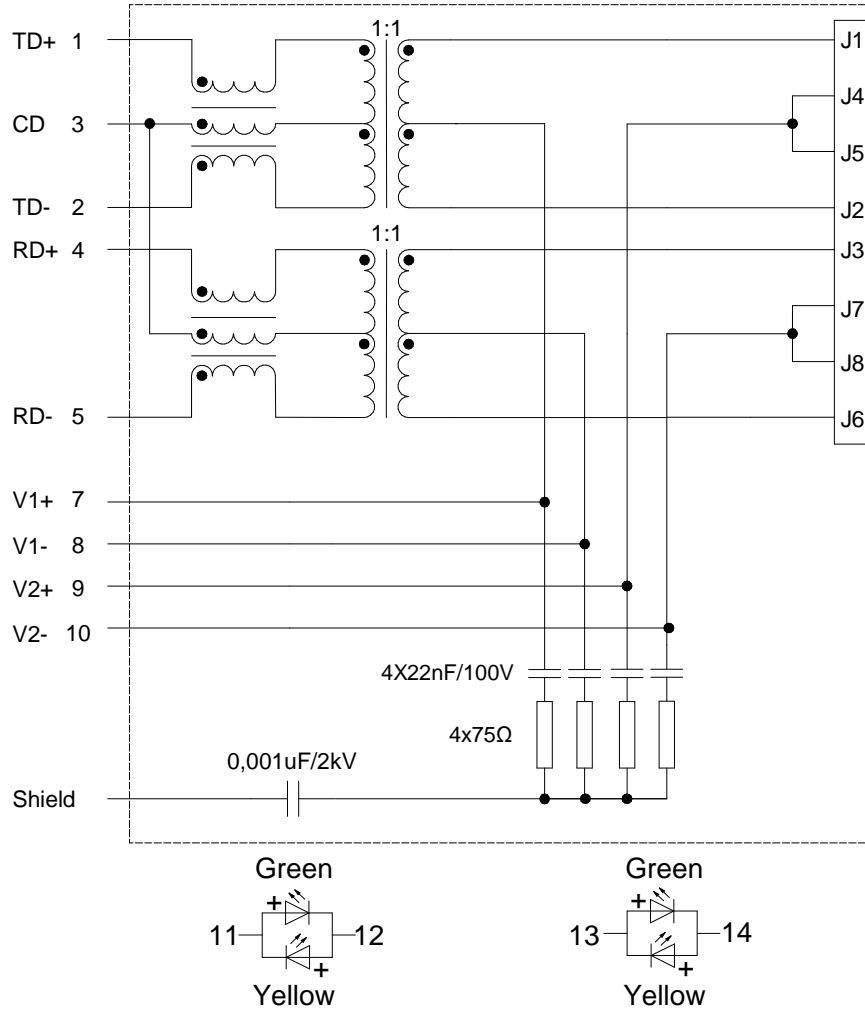 1:1
TD+ 1
J1
J4
CD 3
J5
TD- 2
J2
1:1
RD+ 4
J3
J7
J8
RD- 5
J6
V1+ 7
V1- 8
V2+ 9
V2- 10
4X22nF/100V
4x75Ω
0,001uF/2kV
Shield
Green
Green
+
+
11
12
13
14
+
+
Yellow
Yellow